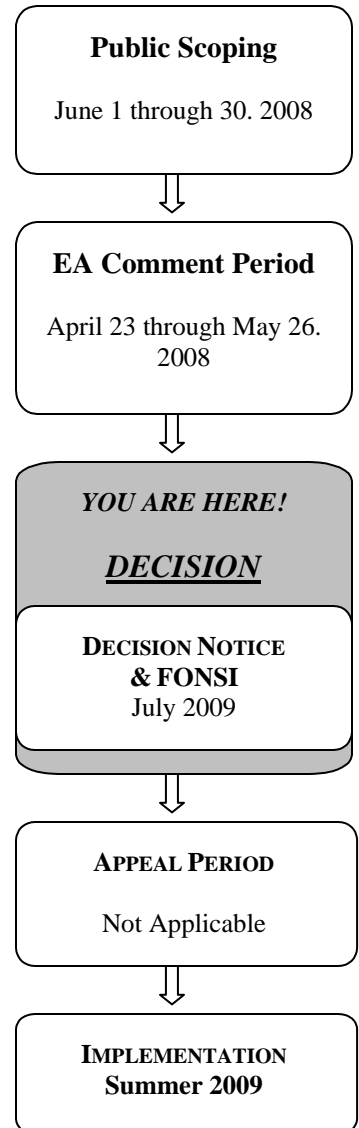 Public Scoping
June 1 through 30. 2008
EA Comment Period
April 23 through May 26.
2008
YOU ARE HERE!
DECISION
DECISION NOTICE
& FONSI
July 2009
APPEAL PERIOD
Not Applicable
IMPLEMENTATION
Summer 2009